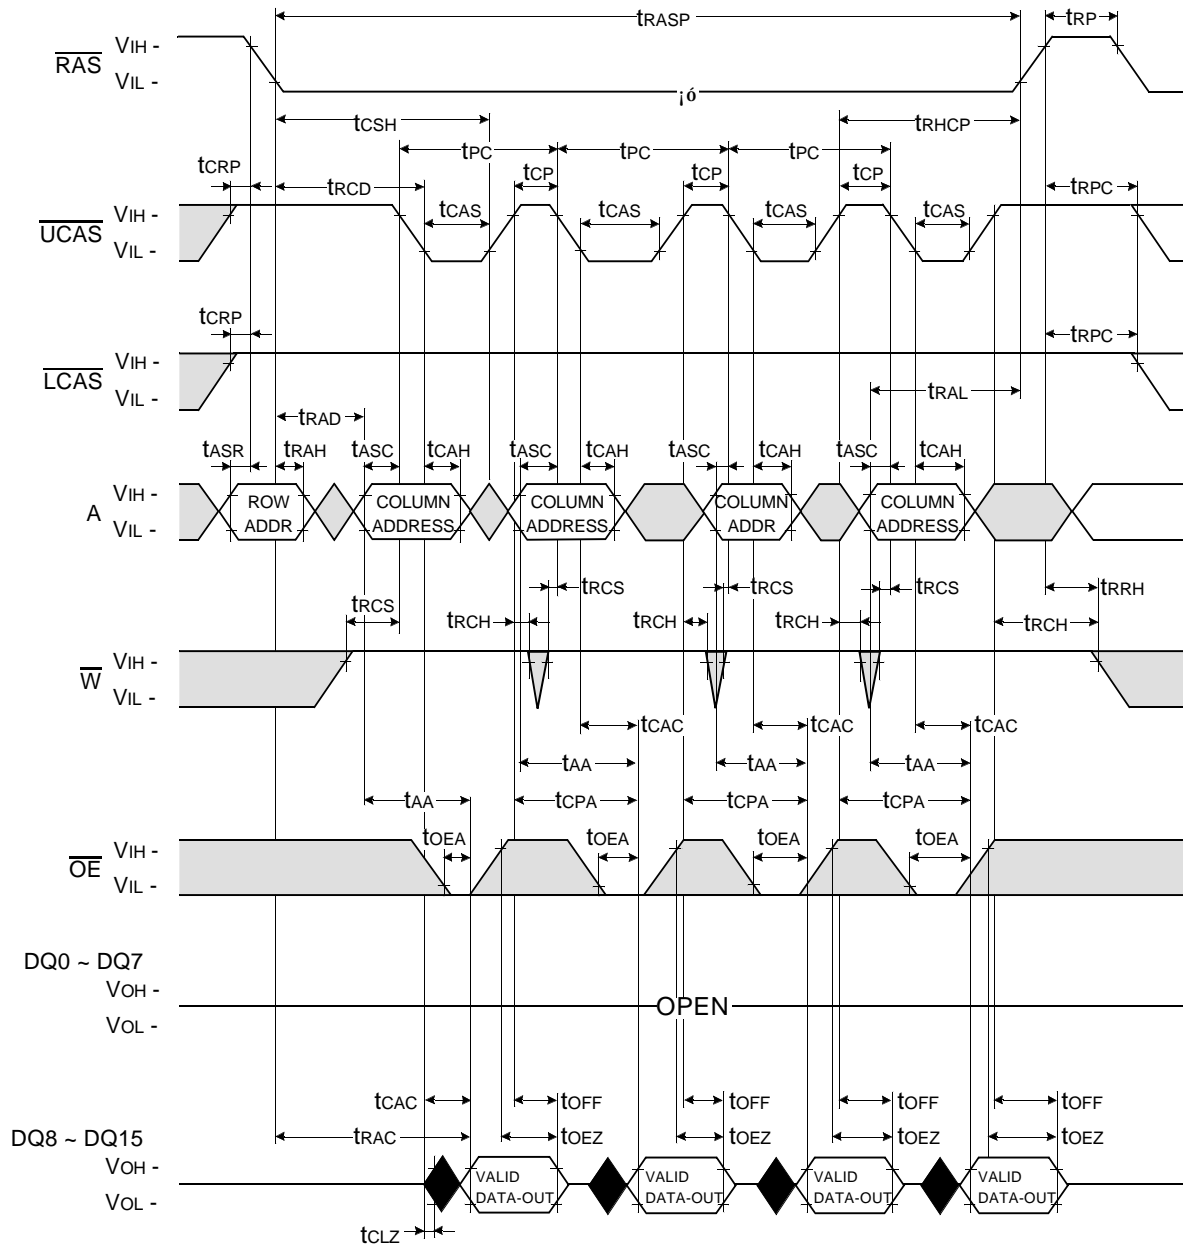 tRASP tRP
RAS VIH -
VIL -
¡ó
tCSH tRHCP
tPC tPC tPC
tCRP tCP tCP tCP
tRCD tRPC
tCAS tCAS tCAS tCAS
UCAS VIH -
VIL -
tCRP tRPC
LCAS VIH -
VIL -
tRAL
tRAD
tASR tRAH tASC tCAH tASC tCAH tASC tCAH tASC tCAH
A VIH -
VIL -
ROW ADDR
COLUMN ADDRESS
COLUMN ADDRESS
COLUMN ADDR
COLUMN ADDRESS
tRCS tRCS tRCS tRCS tRRH
tRCH tRCH tRCH tRCH
W VIH -
VIL -
tCAC tCAC tCAC
tAA tAA tAA
tAA tCPA tCPA tCPA
tOEA tOEA tOEA tOEA
OE VIH -
VIL -
DQ0 ~ DQ7
VOH -
VOL -
OPEN
tCAC tOFF tOFF tOFF tOFF
tRAC tOEZ tOEZ tOEZ tOEZ
DQ8 ~ DQ15
VOH -
VOL -
VALID DATA-OUT
VALID DATA-OUT
VALID DATA-OUT
VALID DATA-OUT
tCLZ